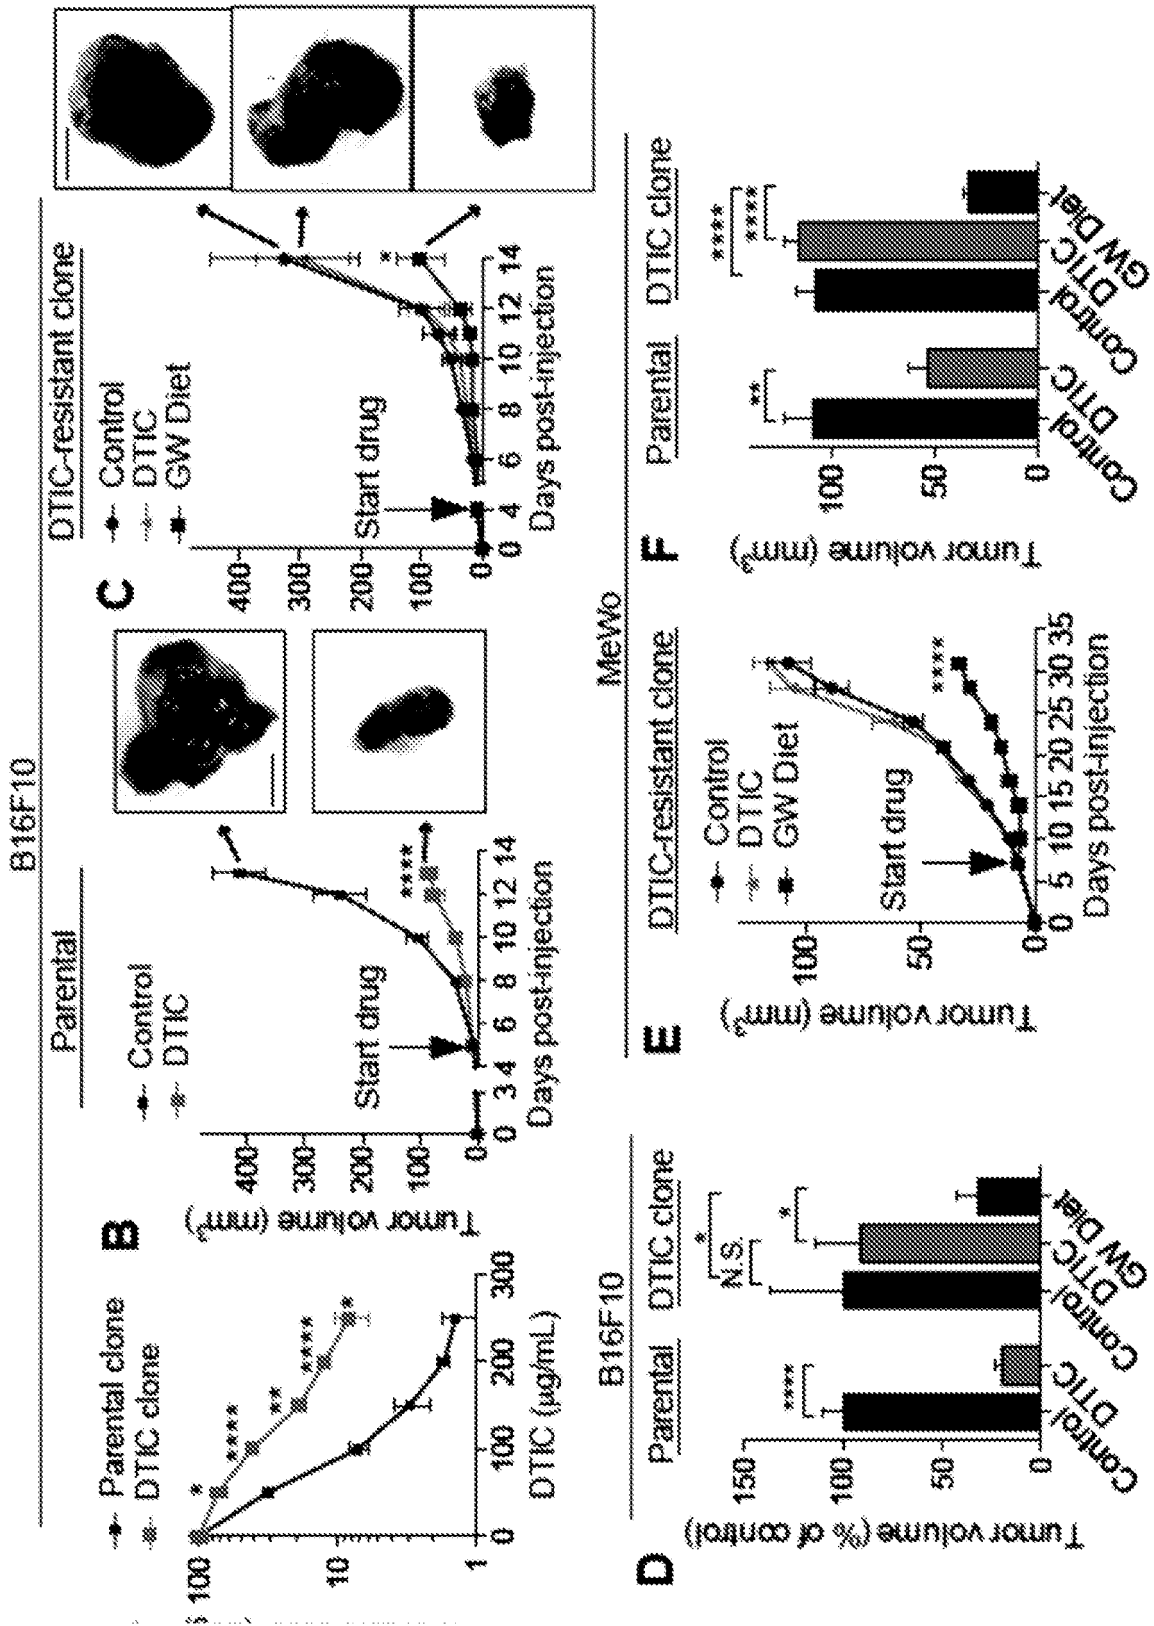 B16F10
Parental clone
DTIC clone
100
10
1
*
****
**
****
*
0
100
200
300
DTIC (µg/mL)
B
Parental
Control
DTIC
Tumor volume (mm³)
400
300
200
100
0
Start drug
****
0 3 4 6 8 10 12 14
Days post-injection
C
DTIC-resistant clone
Control
DTIC
GW Diet
400
300
200
100
0
Start drug
*
0 4 6 8 10 12 14
Days post-injection
D
B16F10
Parental
DTIC clone
Tumor volume (% of control)
150
100
50
0
****
N.S.
*
*
Control
DTIC
Control
DTIC
GW Diet
MeWo
E
DTIC-resistant clone
Control
DTIC
GW Diet
Tumor volume (mm³)
100
50
0
Start drug
****
0 5 10 15 20 25 30 35
Days post-injection
F
Parental
DTIC clone
Tumor volume (mm³)
100
50
0
**
****
****
Control
DTIC
Control
DTIC
GW Diet